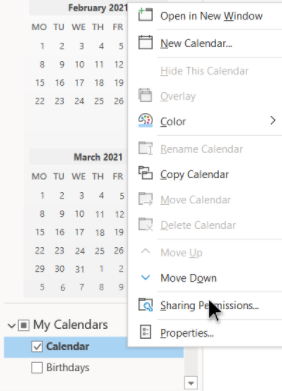 February 2021
MO TU WE TH FR
1 2 3 4 5
8 9 10 11 12
15 16 17 18 19
22 23 24 25 26
March 2021
MO TU WE TH FR
1 2 3 4 5
8 9 10 11 12
15 16 17 18 19
22 23 24 25 26
29 30 31 1 2
5 6 7 8 9
My Calendars
Calendar
Birthdays
Open in New Window
New Calendar...
Hide This Calendar
Overlay
Color
Rename Calendar
Copy Calendar
Move Calendar
Delete Calendar
Move Up
Move Down
Sharing Permissions...
Properties...